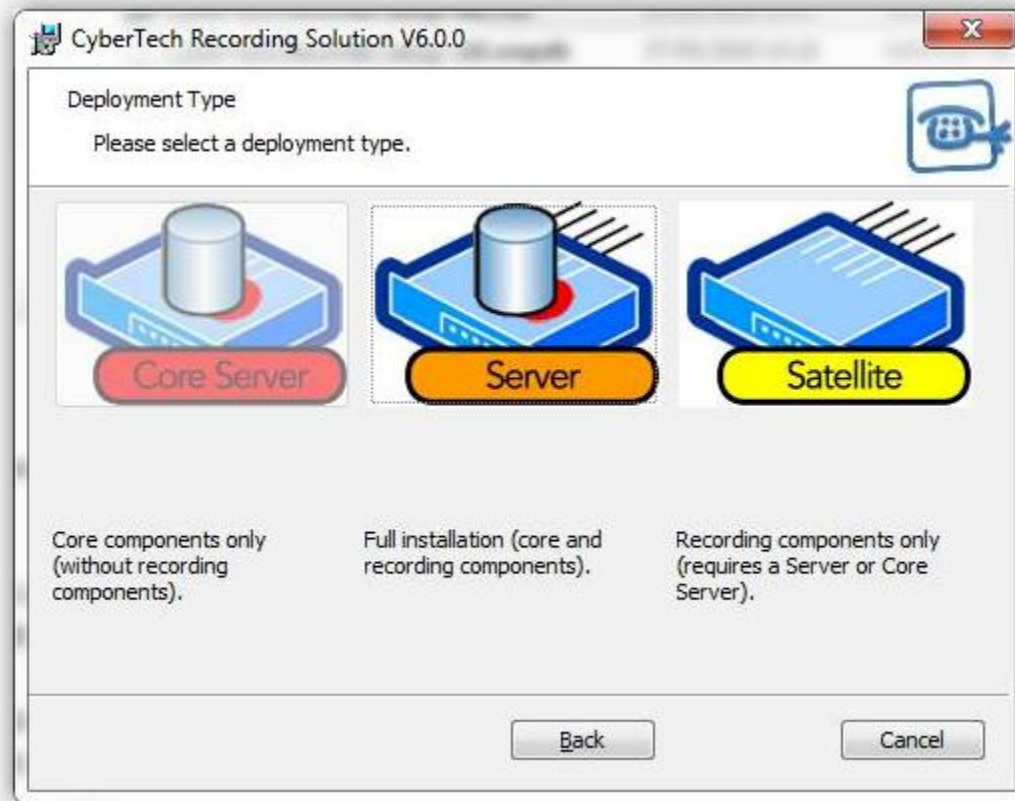 CyberTech Recording Solution V6.0.0
Deployment Type
Please select a deployment type.
Core Server
Server
Satellite
Core components only
(without recording
components).
Full installation (core and
recording components).
Recording components only
(requires a Server or Core
Server).
Back
Cancel